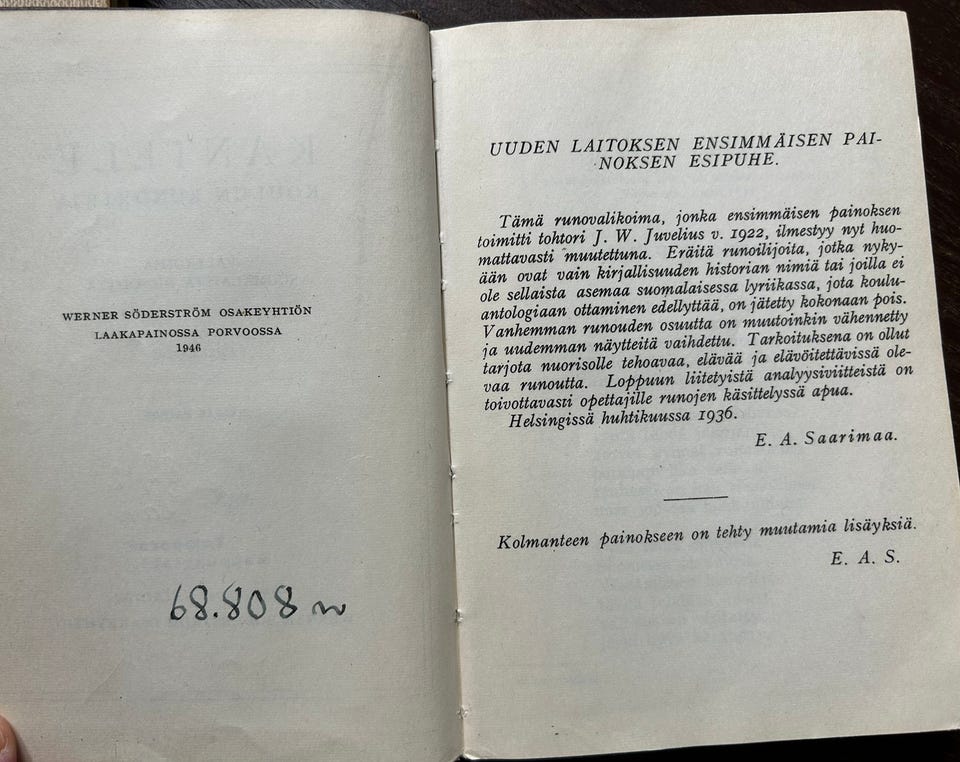 WERNER SÖDERSTRÖM OSAKEYHTIÖN
LAAKAPAINOSSA PORVOOSSA
1946
68.808
UUDEN LAITOKSEN ENSIMMÄISEN PAI-
NOKSEN ESIPUHE.
Tämä runovalikoima, jonka ensimmäisen painoksen
toimitti tohtori J. W. Juvelius v. 1922, ilmestyy nyt huo-
mattavasti muutettuna. Eräitä runoilijoita, jotka nyky-
ään ovat vain kirjallisuuden historian nimiä tai joilla ei
ole sellaista asemaa suomalaisessa lyriikassa, jota koulu-
antologiaan ottaminen edellyttää, on jätetty kokonaan pois.
Vanhemman runouden osuutta on muutoinkin vähennetty
ja uudemman näytteitä vaihdettu. Tarkoituksena on ollut
tarjota nuorisolle tehoavaa, elävää ja elävöitettävissä ole-
vaa runoutta. Loppuun liitetyistä analyysiviitteistä on
toivottavasti opettajille runojen käsittelyssä apua.
Helsingissä huhtikuussa 1936.
E. A. Saarimaa.
Kolmanteen painokseen on tehty muutamia lisäyksiä.
E. A. S.